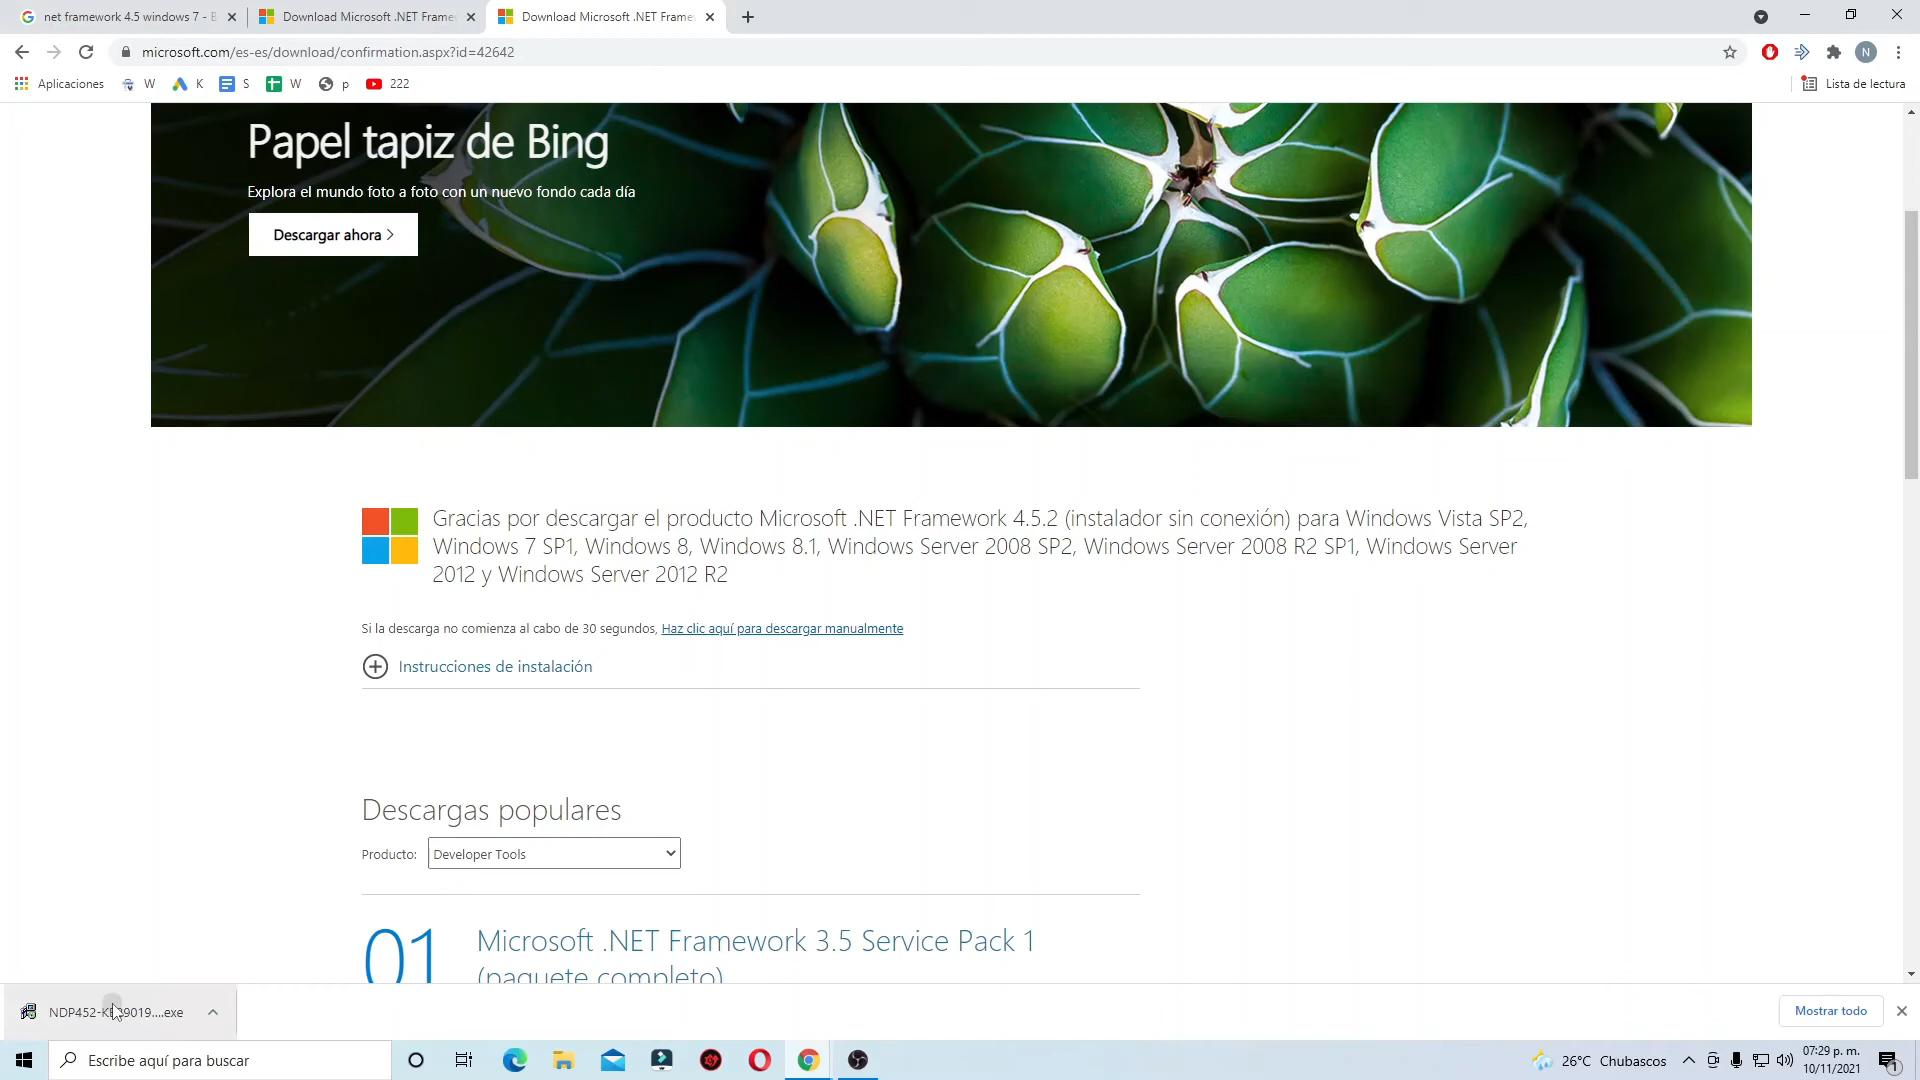 net framework 4.5 windows 7 - B
Download Microsoft .NET Frame
Download Microsoft .NET Frame
microsoft.com/es-es/download/confirmation.aspx?id=42642
N
Aplicaciones
W
K
S
W
p
222
Lista de lectura
Papel tapiz de Bing
Explora el mundo foto a foto con un nuevo fondo cada día
Descargar ahora
Gracias por descargar el producto Microsoft .NET Framework 4.5.2 (instalador sin conexión) para Windows Vista SP2,
Windows 7 SP1, Windows 8, Windows 8.1, Windows Server 2008 SP2, Windows Server 2008 R2 SP1, Windows Server
2012 y Windows Server 2012 R2
Si la descarga no comienza al cabo de 30 segundos, Haz clic aquí para descargar manualmente
Instrucciones de instalación
Descargas populares
Producto: Developer Tools
01
Microsoft .NET Framework 3.5 Service Pack 1
(paquete completo)
Mostrar todo
Escribe aquí para buscar
26°C Chubascos
07:29 p. m.
10/11/2021
1